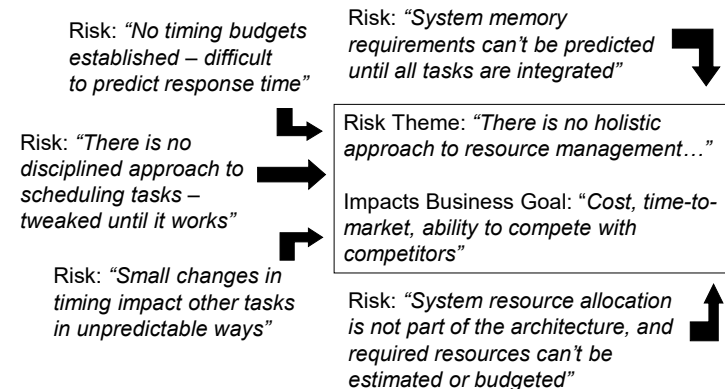 Risk: “No timing budgets
established – difficult
to predict response time”
Risk: “System memory
requirements can’t be predicted
until all tasks are integrated”
Risk: “There is no
disciplined approach to
scheduling tasks –
tweaked until it works”
Risk Theme: “There is no holistic
approach to resource management…”
Impacts Business Goal: “Cost, time-to-
market, ability to compete with
competitors”
Risk: “Small changes in
timing impact other tasks
in unpredictable ways”
Risk: “System resource allocation
is not part of the architecture, and
required resources can’t be
estimated or budgeted”